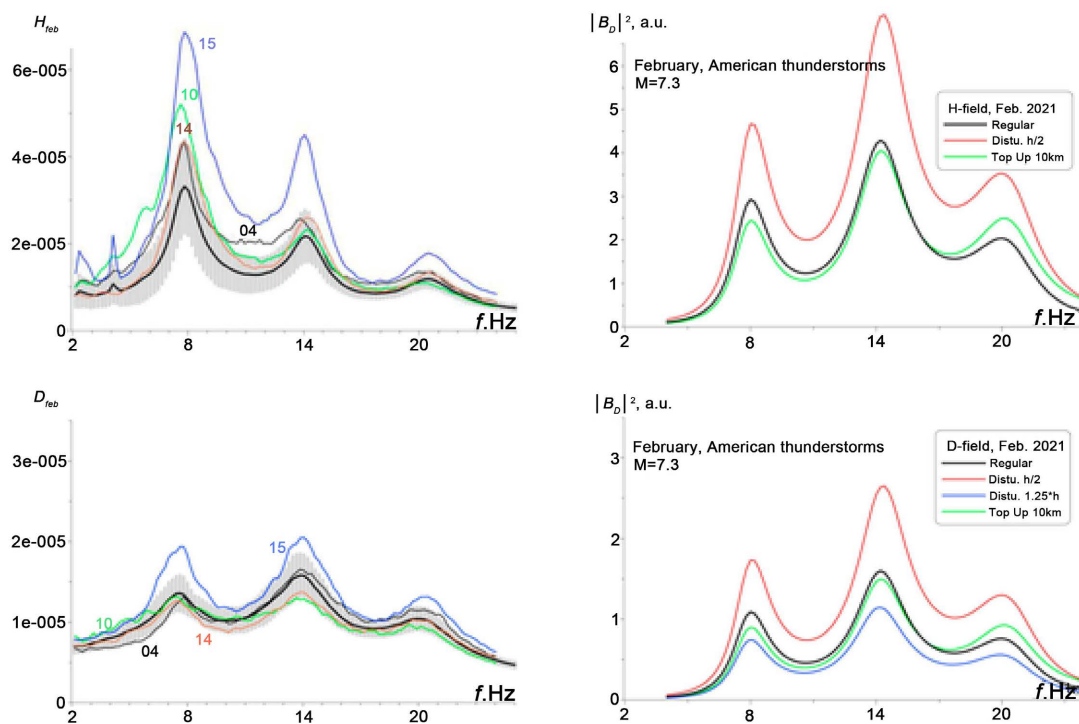 H feb
6e-005
4e-005
2e-005
0
15
10
14
04
f.Hz
2 8 14 20
|B_D|², a.u.
6
5
4
3
2
1
0
February, American thunderstorms
M=7.3
H-field, Feb. 2021
Regular
Distu. h/2
Top Up 10km
f.Hz
2 8 14 20
D feb
3e-005
2e-005
1e-005
0
15
10
04
14
f.Hz
2 8 14 20
|B_D|², a.u.
3
2
1
0
February, American thunderstorms
M=7.3
D-field, Feb. 2021
Regular
Distu. h/2
Distu. 1.25*h
Top Up 10km
f.Hz
2 8 14 20